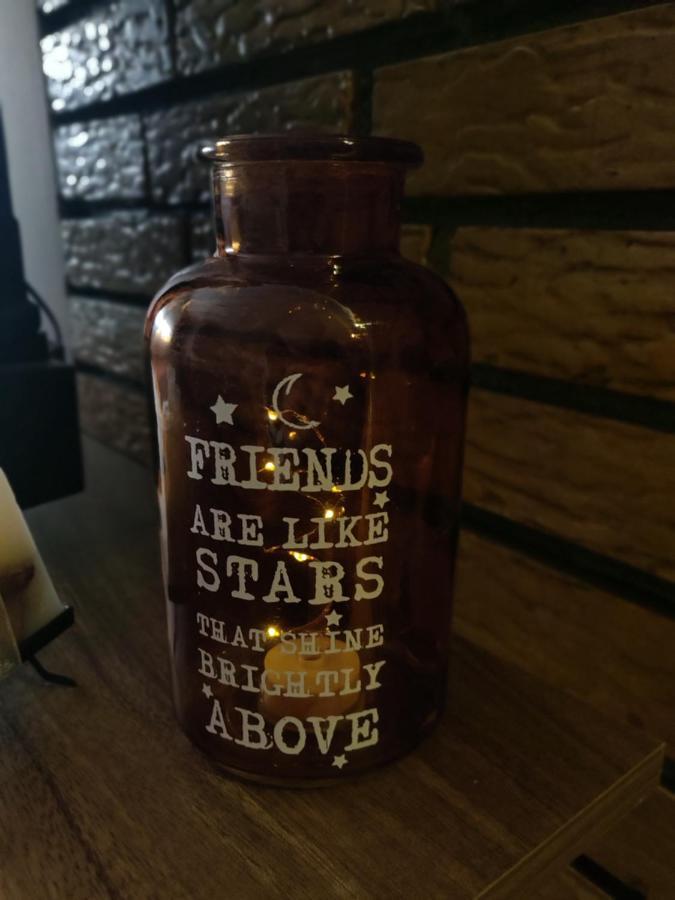 FRIENDS
ARE LIKE
STARS
THAT SHINE
BRIGHTLY
ABOVE